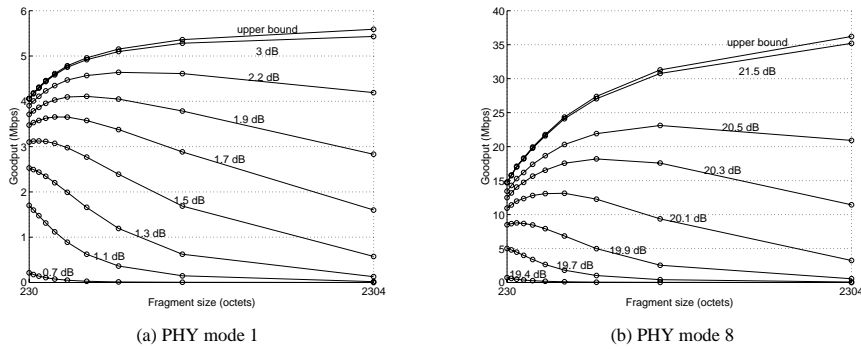 6
5
4
3
2
1
0
Goodput (Mbps)
upper bound
3 dB
2.2 dB
1.9 dB
1.7 dB
1.5 dB
1.3 dB
1.1 dB
0.7 dB
230
2304
Fragment size (octets)
(a) PHY mode 1
40
35
30
25
20
15
10
5
0
Goodput (Mbps)
upper bound
21.5 dB
20.5 dB
20.3 dB
20.1 dB
19.9 dB
19.7 dB
19.4 dB
230
2304
Fragment size (octets)
(b) PHY mode 8